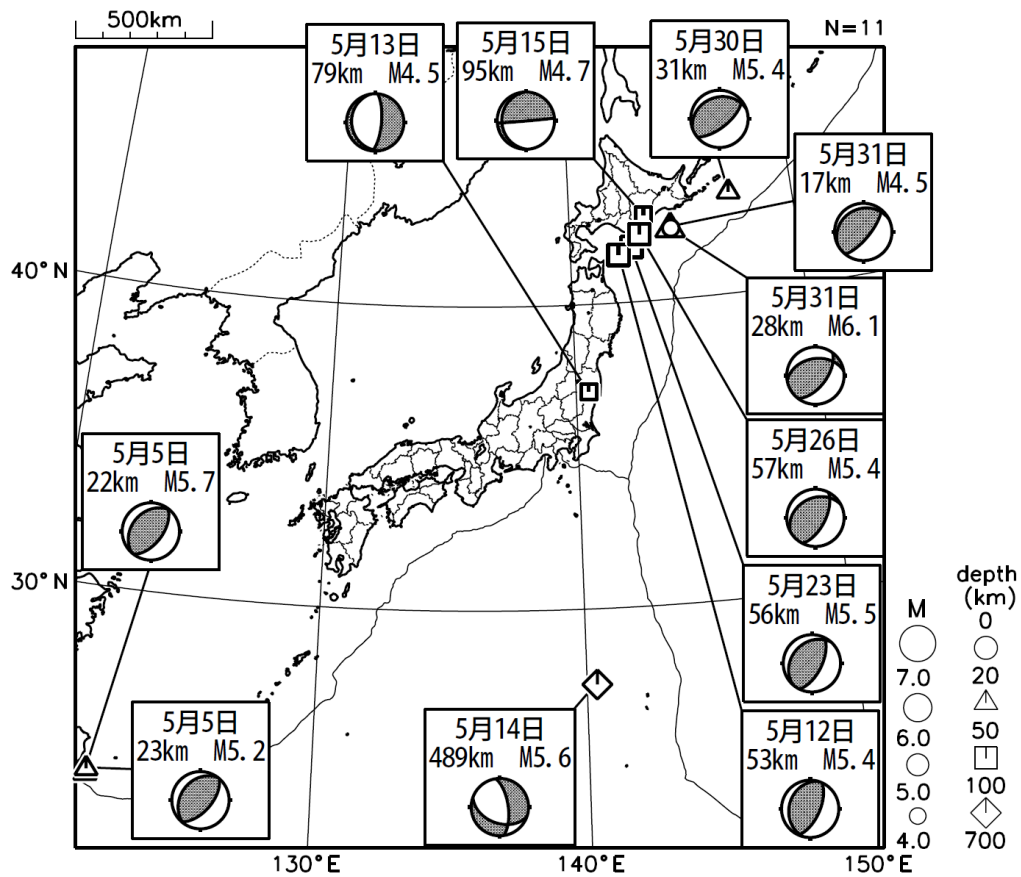 500km
N=11
5月13日
79km M4.5
5月15日
95km M4.7
5月30日
31km M5.4
5月31日
17km M4.5
40°N
5月31日
28km M6.1
5月26日
57km M5.4
5月5日
22km M5.7
30°N
5月23日
56km M5.5
5月5日
23km M5.2
5月14日
489km M5.6
5月12日
53km M5.4
M
7.0
6.0
5.0
4.0
depth
(km)
0
20
50
100
700
130°E
140°E
150°E